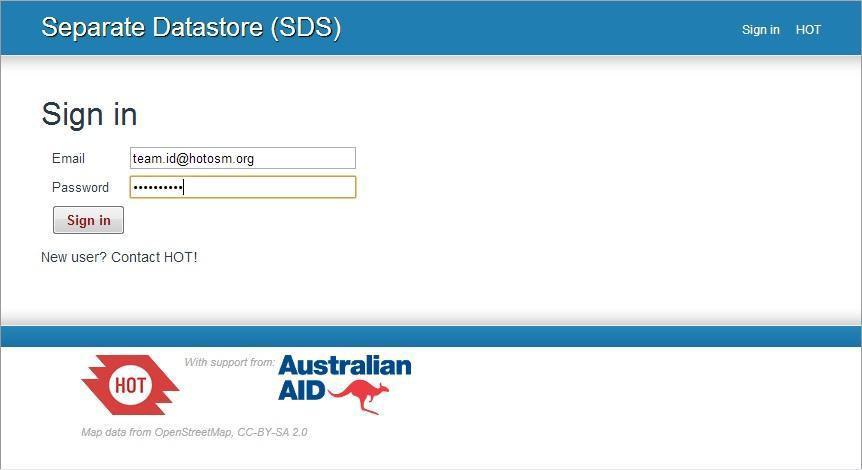 Separate Datastore (SDS)
Sign in HOT
Sign in
Email team.id@hotosm.org
Password ••••••••••
Sign in
New user? Contact HOT!
HOT
With support from:
Australian
AID
Map data from OpenStreetMap, CC-BY-SA 2.0